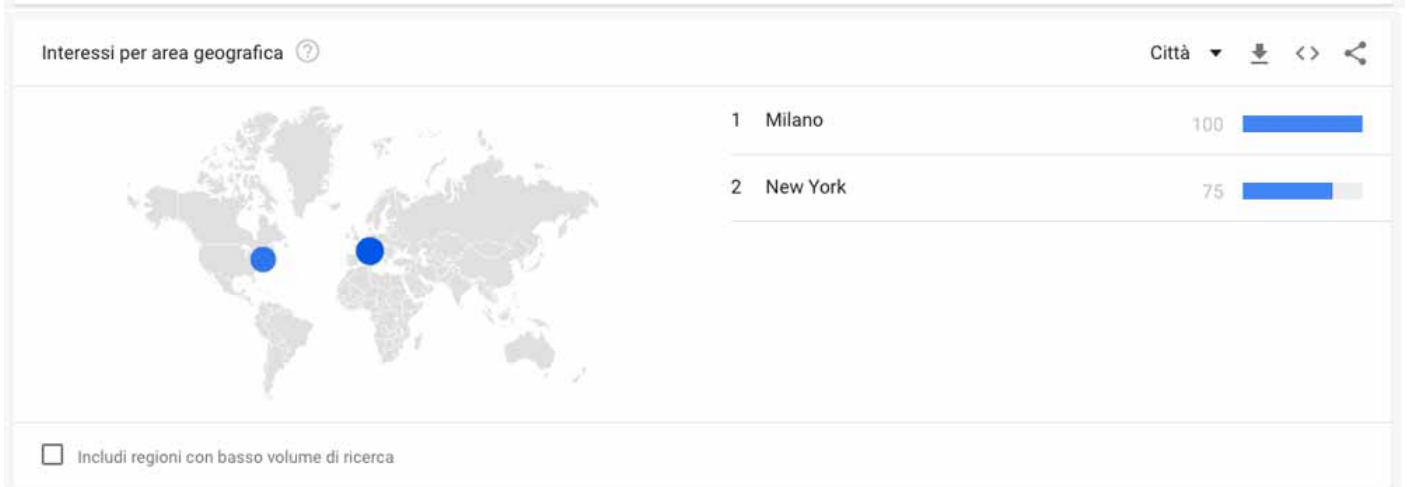 Interessi per area geografica ?
Città
1 Milano 100
2 New York 75
Includi regioni con basso volume di ricerca